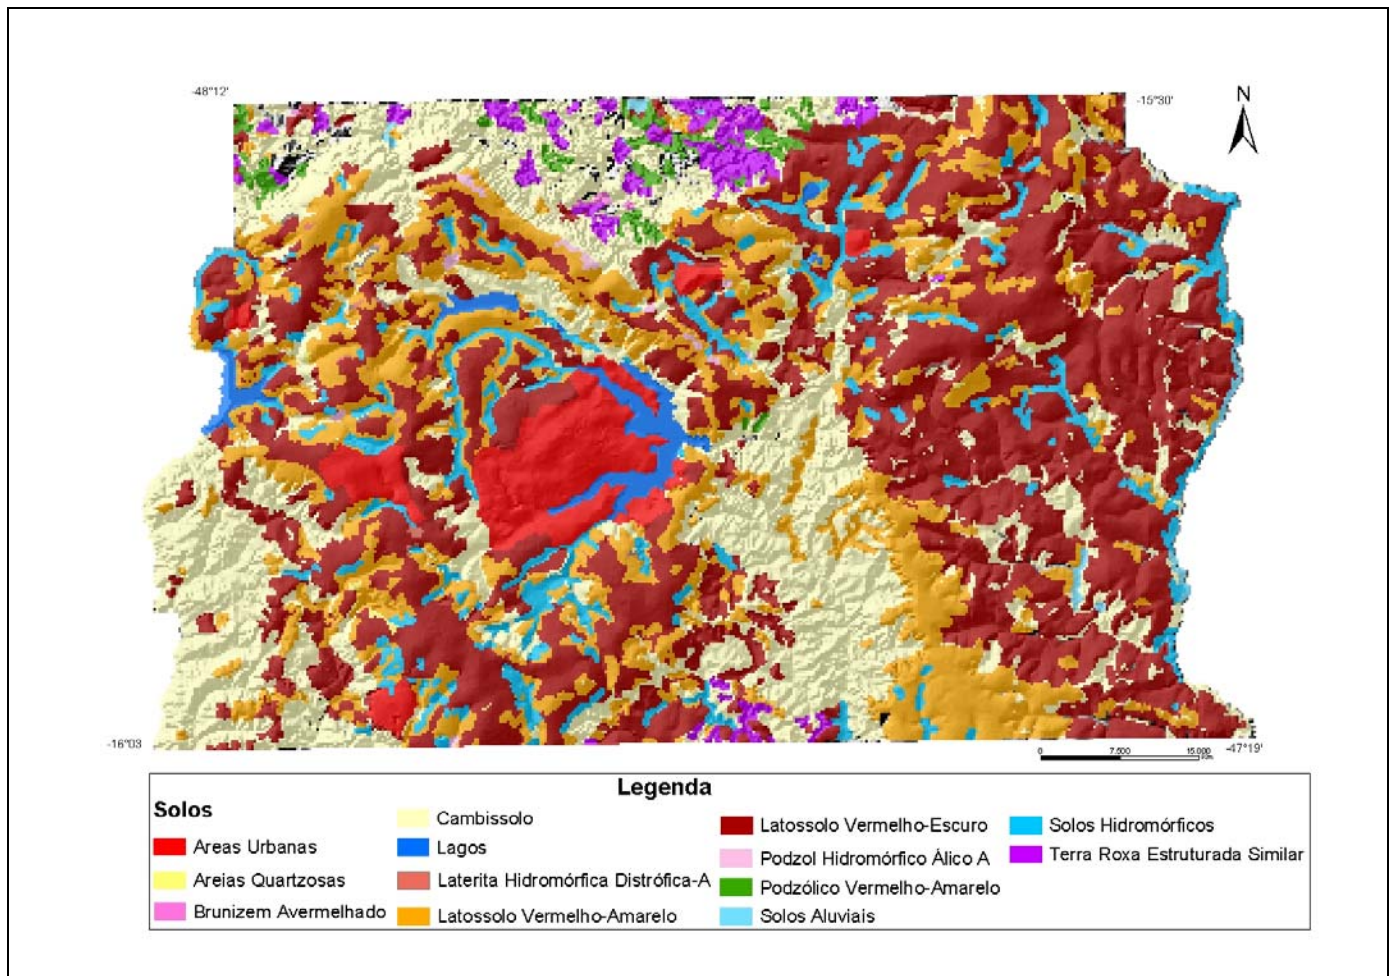 -48°12'
-15°30'
N
-16°03
-47°19'
0 7.500 15.000
Legenda
Solos
Areas Urbanas
Areias Quartzosas
Brunizem Avermelhado
Cambissolo
Lagos
Laterita Hidromórfica Distrófica-A
Latossolo Vermelho-Amarelo
Latossolo Vermelho-Escuro
Podzol Hidromórfico Álico A
Podzólico Vermelho-Amarelo
Solos Aluviais
Solos Hidromórficos
Terra Roxa Estruturada Similar